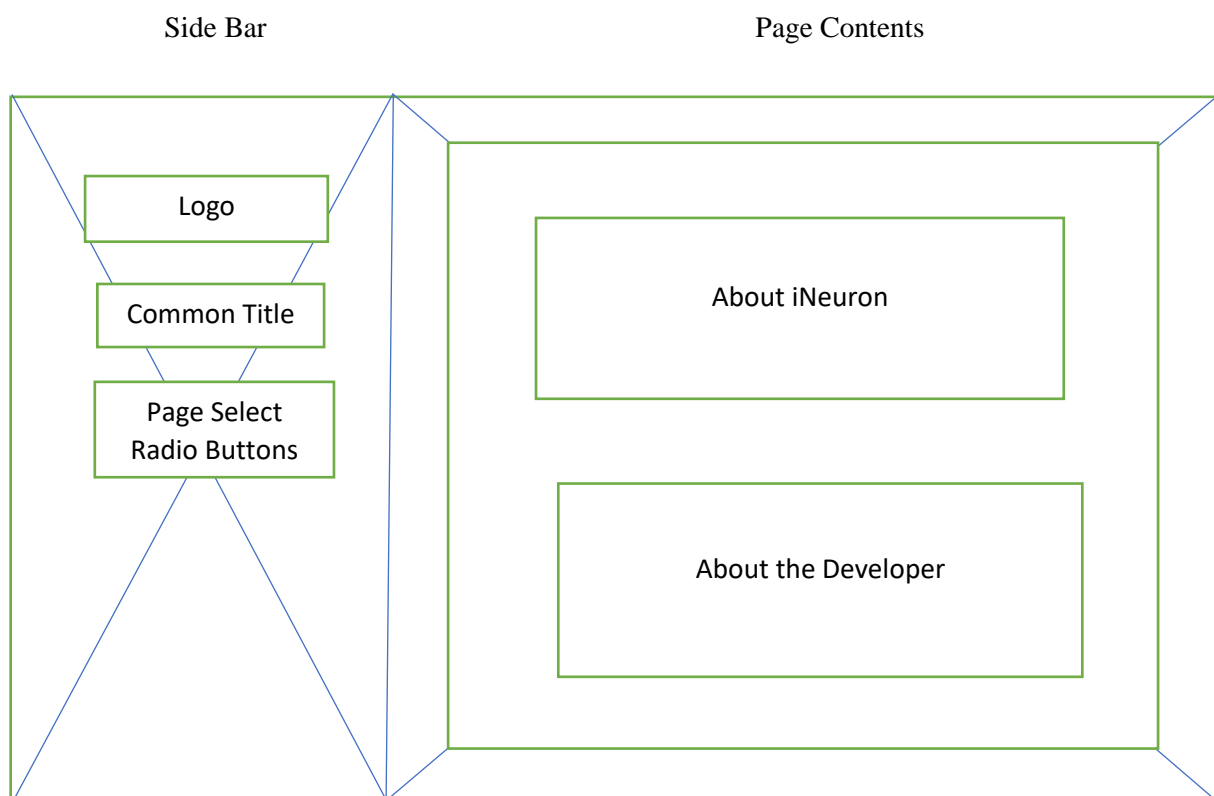 Side Bar
Page Contents
Logo
Common Title
Page Select
Radio Buttons
About iNeuron
About the Developer